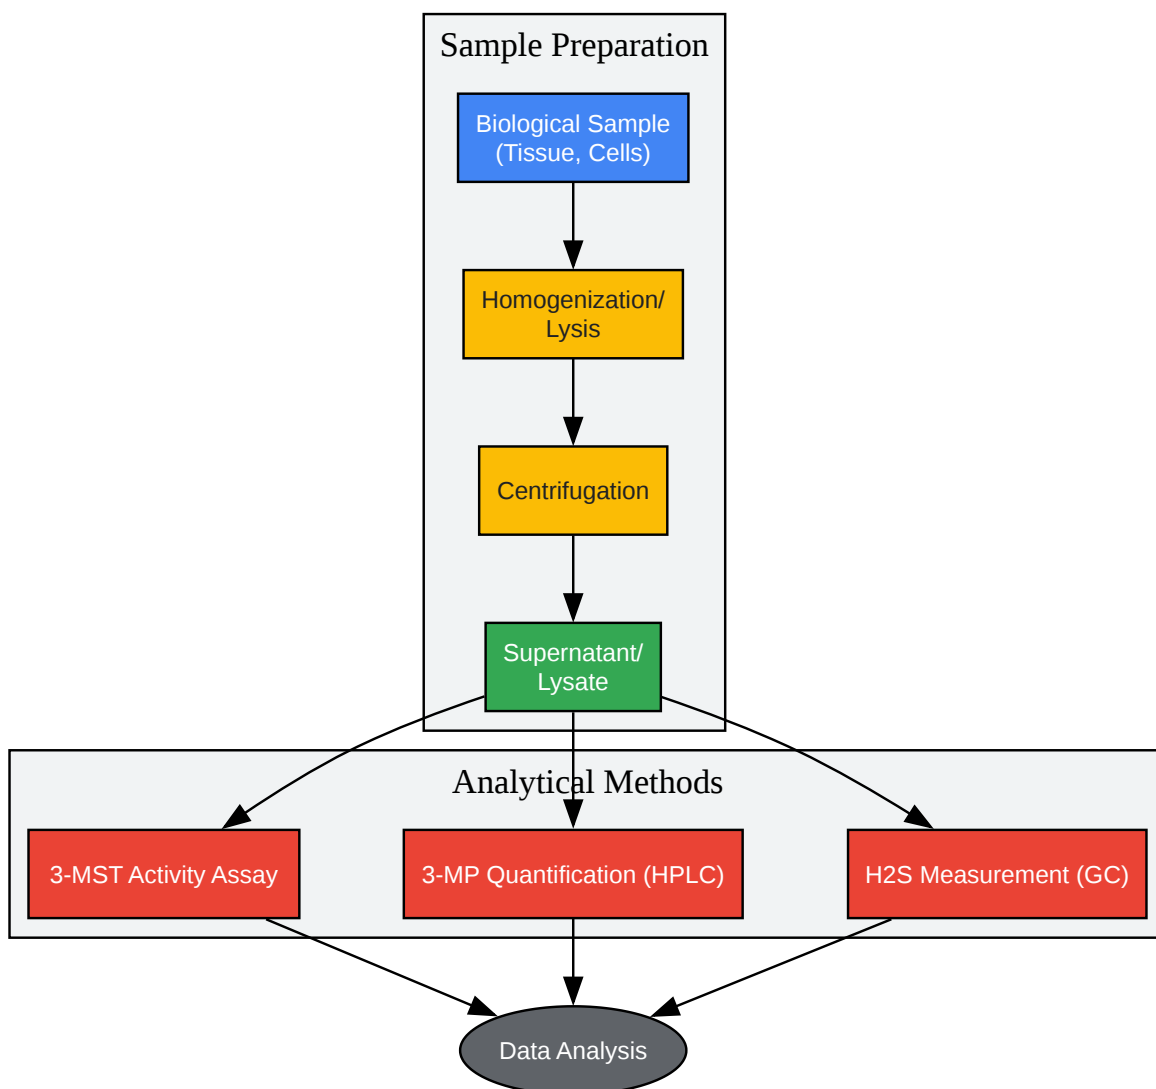 Sample Preparation
Biological Sample
(Tissue, Cells)
Homogenization/
Lysis
Centrifugation
Supernatant/
Lysate
Analytical Methods
3-MST Activity Assay
3-MP Quantification (HPLC)
H2S Measurement (GC)
Data Analysis